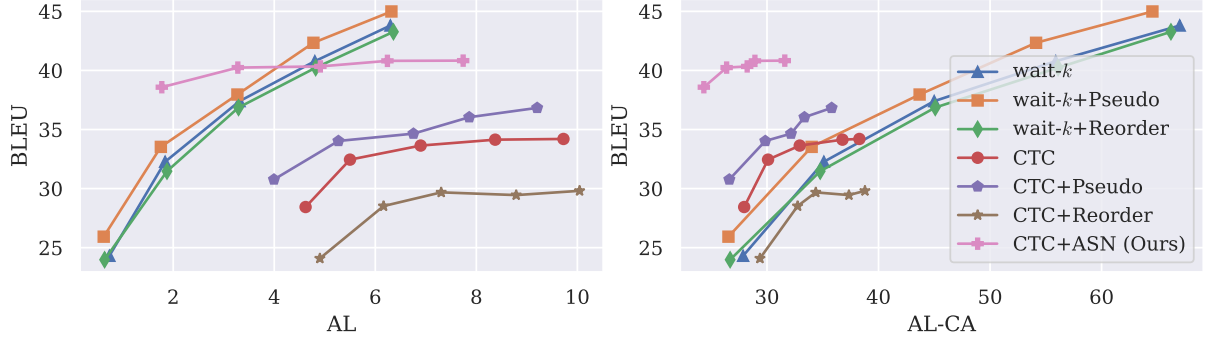 45
40
35
30
25
BLEU
2 4 6 8 10
AL
45
40
35
30
25
BLEU
30 40 50 60
AL-CA
wait-k
wait-k+Pseudo
wait-k+Reorder
CTC
CTC+Pseudo
CTC+Reorder
CTC+ASN (Ours)